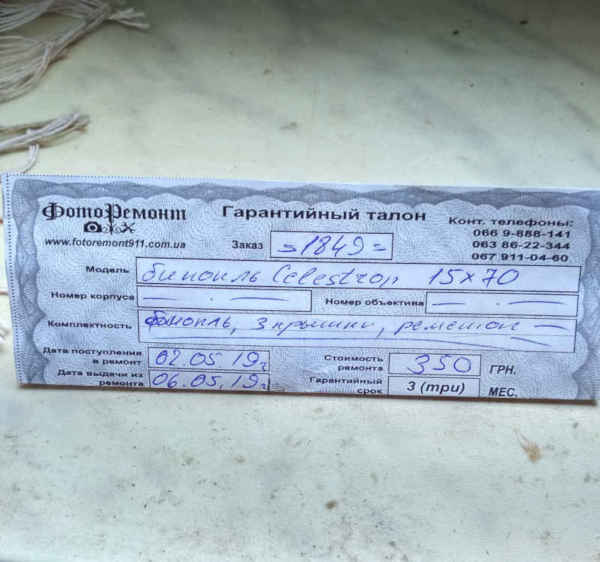 ФотоРемонт
Гарантийный талон
Конт. телефоны:
066 9-888-141
063 86-22-344
067 911-04-60
www.fotoremont911.com.ua
Заказ =1849=
Модель бинокль Celestron 15x70
Номер корпуса — . — Номер объектива — . —
Комплектность бинокль, 3 крышки, ремешок —
Дата поступления в ремонт 02.05.19г. Стоимость ремонта 350 ГРН.
Дата выдачи из ремонта 06.05.19г. Гарантийный срок 3 (три) МЕС.